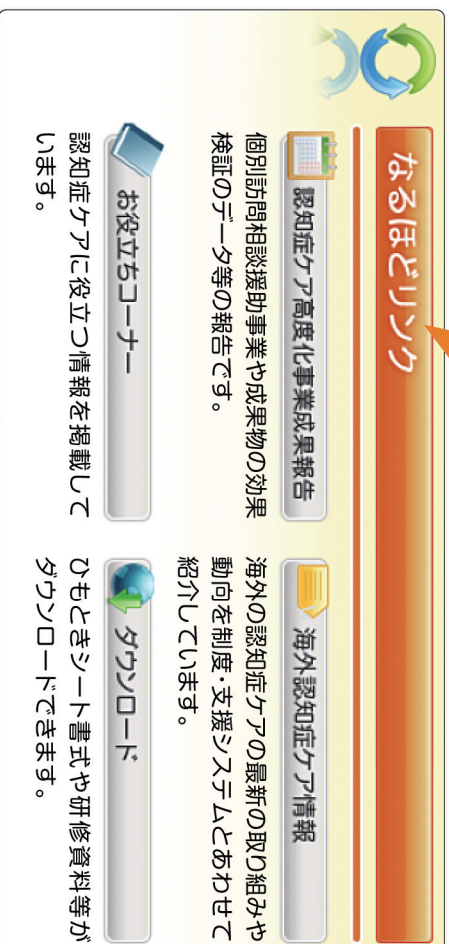 なるほどリンク
認知症ケア高度化事業成果報告
個別訪問相談援助事業や成果物の効果
検証のデータ等の報告です。
海外認知症ケア情報
海外の認知症ケアの最新の取り組みや
動向を制度・支援システムとあわせて
紹介しています。
お役立ちコーナー
認知症ケアに役立つ情報を掲載して
います。
ダウンロード
ひもときシート書式や研修資料等が
ダウンロードできます。